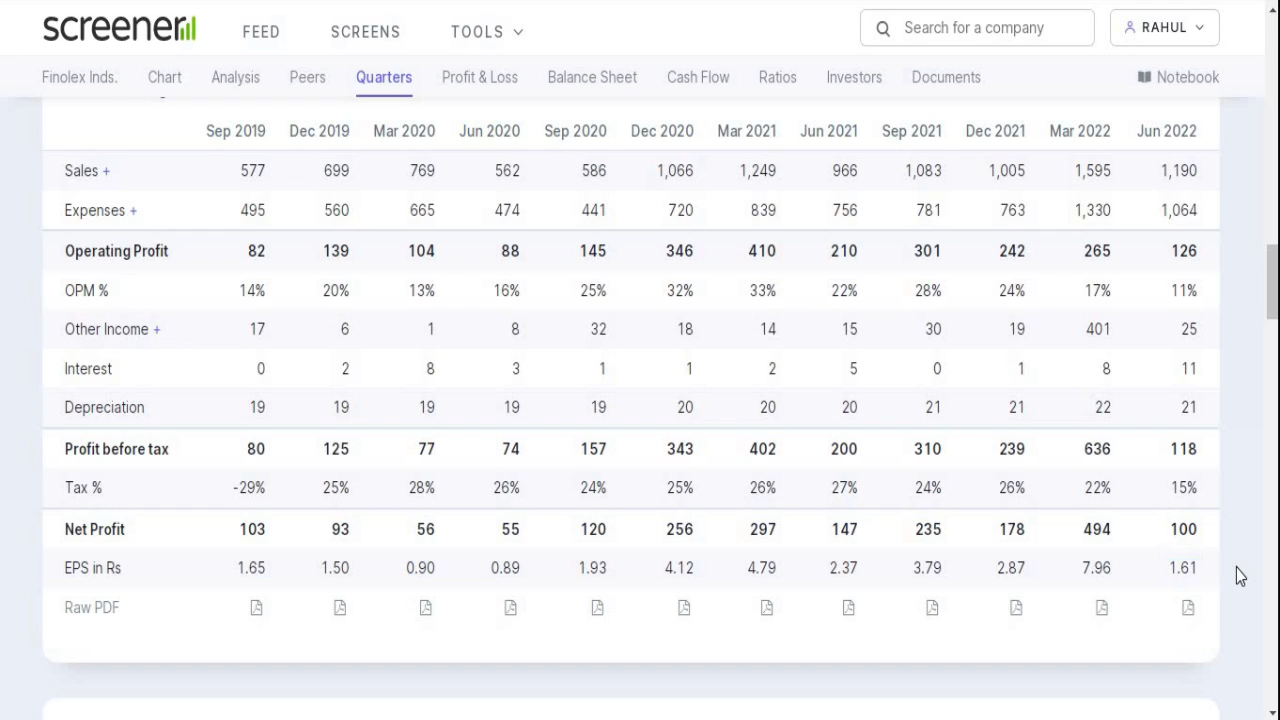 screener
FEED SCREENS TOOLS
Search for a company
RAHUL
Finolex Inds. Chart Analysis Peers Quarters Profit & Loss Balance Sheet Cash Flow Ratios Investors Documents Notebook
Sep 2019 Dec 2019 Mar 2020 Jun 2020 Sep 2020 Dec 2020 Mar 2021 Jun 2021 Sep 2021 Dec 2021 Mar 2022 Jun 2022
Sales + 577 699 769 562 586 1,066 1,249 966 1,083 1,005 1,595 1,190
Expenses + 495 560 665 474 441 720 839 756 781 763 1,330 1,064
Operating Profit 82 139 104 88 145 346 410 210 301 242 265 126
OPM % 14% 20% 13% 16% 25% 32% 33% 22% 28% 24% 17% 11%
Other Income + 17 6 1 8 32 18 14 15 30 19 401 25
Interest 0 2 8 3 1 1 2 5 0 1 8 11
Depreciation 19 19 19 19 19 20 20 20 21 21 22 21
Profit before tax 80 125 77 74 157 343 402 200 310 239 636 118
Tax % -29% 25% 28% 26% 24% 25% 26% 27% 24% 26% 22% 15%
Net Profit 103 93 56 55 120 256 297 147 235 178 494 100
EPS in Rs 1.65 1.50 0.90 0.89 1.93 4.12 4.79 2.37 3.79 2.87 7.96 1.61
Raw PDF